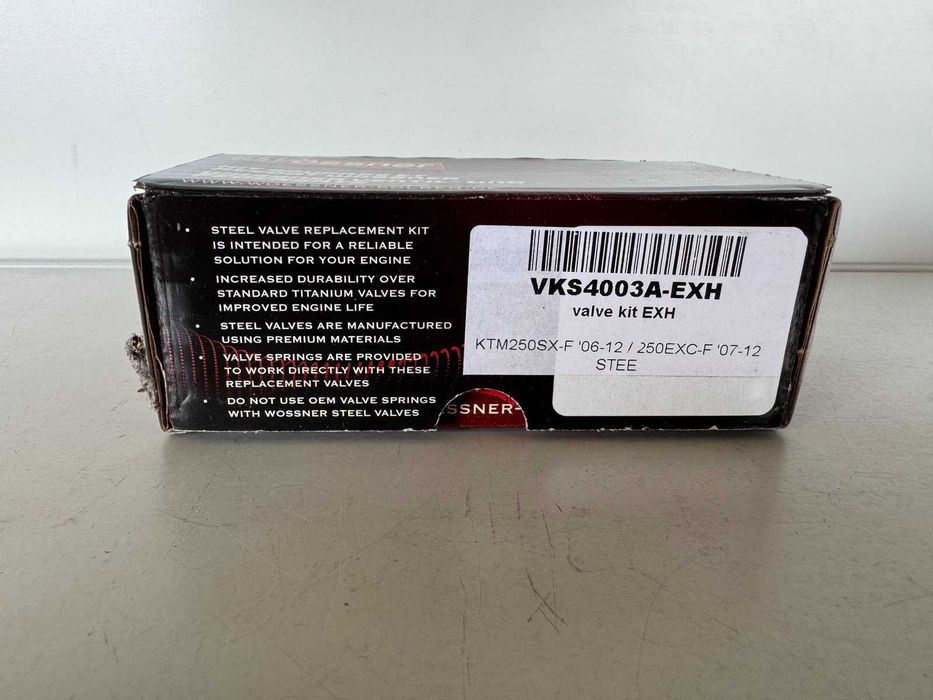 • STEEL VALVE REPLACEMENT KIT
IS INTENDED FOR A RELIABLE
SOLUTION FOR YOUR ENGINE
• INCREASED DURABILITY OVER
STANDARD TITANIUM VALVES FOR
IMPROVED ENGINE LIFE
• STEEL VALVES ARE MANUFACTURED
USING PREMIUM MATERIALS
• VALVE SPRINGS ARE PROVIDED
TO WORK DIRECTLY WITH THESE
REPLACEMENT VALVES
• DO NOT USE OEM VALVE SPRINGS
WITH WOSSNER STEEL VALVES
VKS4003A-EXH
valve kit EXH
KTM250SX-F '06-12 / 250EXC-F '07-12
STEE
SSNER-